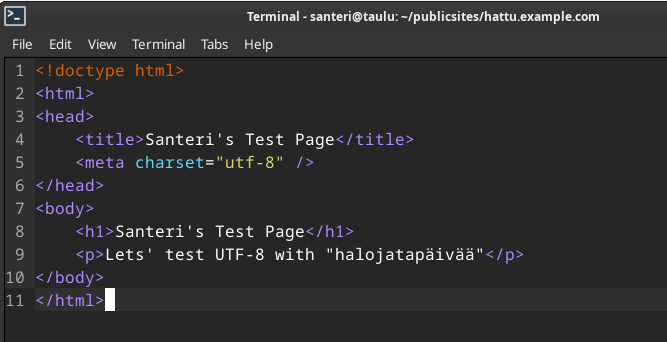 Terminal - santeri@taulu: ~/publicsites/hattu.example.com
File Edit View Terminal Tabs Help
1 <!doctype html>
2 <html>
3 <head>
4     <title>Santeri's Test Page</title>
5     <meta charset="utf-8" />
6 </head>
7 <body>
8     <h1>Santeri's Test Page</h1>
9     <p>Lets' test UTF-8 with "halojatapäivää"</p>
10 </body>
11 </html>